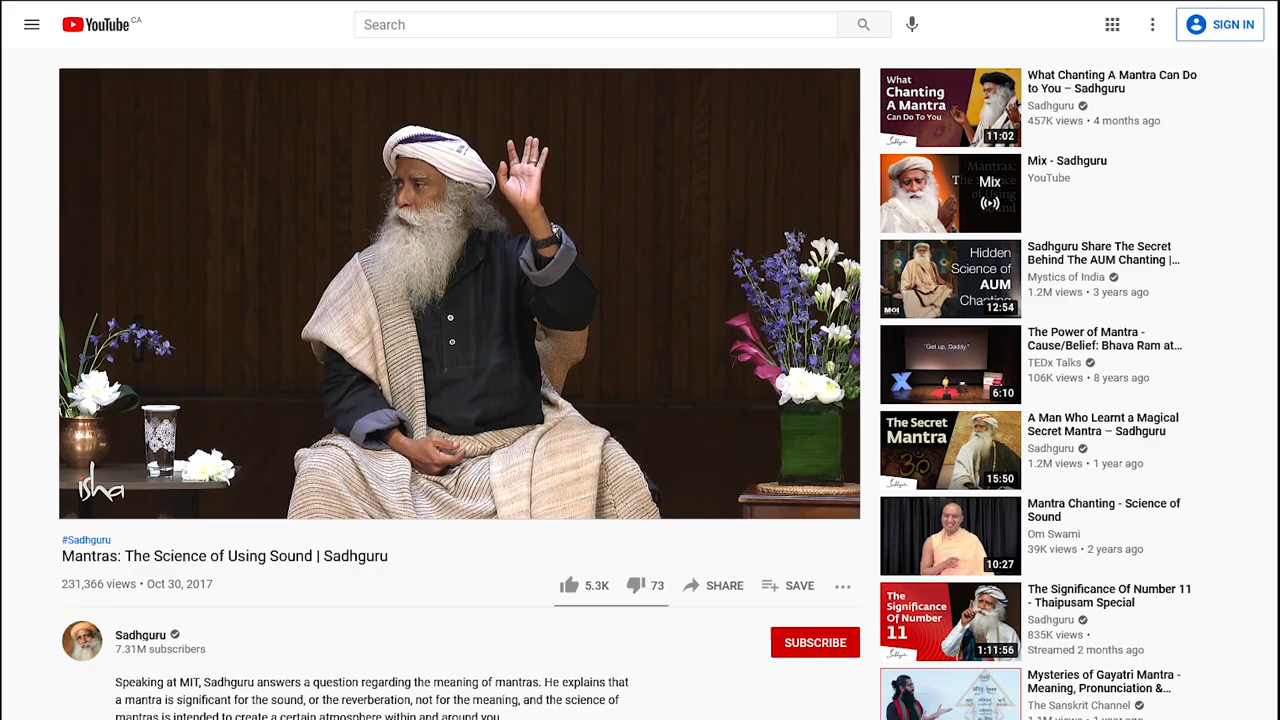 YouTube CA
Search
SIGN IN
isha
#Sadhguru
Mantras: The Science of Using Sound | Sadhguru
231,366 views • Oct 30, 2017
5.3K
73
SHARE
SAVE
Sadhguru
7.31M subscribers
SUBSCRIBE
Speaking at MIT, Sadhguru answers a question regarding the meaning of mantras. He explains that
a mantra is significant for the sound, or the reverberation, not for the meaning, and the science of
mantras is intended to create a certain atmosphere within and around you.
What
Chanting
A Mantra
Can Do To You
Sadhguru
11:02
What Chanting A Mantra Can Do
to You – Sadhguru
Sadhguru
457K views • 4 months ago
Mantras:
The Science
of Using
Sound
Mix
Mix - Sadhguru
YouTube
Hidden
Science of
AUM
Chanting
MOI
12:54
Sadhguru Share The Secret
Behind The AUM Chanting |...
Mystics of India
1.2M views • 3 years ago
"Get up, Daddy."
X
6:10
The Power of Mantra -
Cause/Belief: Bhava Ram at...
TEDx Talks
106K views • 8 years ago
The Secret
Mantra
ॐ
Sadhguru
15:50
A Man Who Learnt a Magical
Secret Mantra – Sadhguru
Sadhguru
1.2M views • 1 year ago
10:27
Mantra Chanting - Science of
Sound
Om Swami
39K views • 2 years ago
The
Significance
Of Number
11
Sadhguru
1:11:56
The Significance Of Number 11
- Thaipusam Special
Sadhguru
835K views •
Streamed 2 months ago
Mysteries of Gayatri Mantra -
Meaning, Pronunciation &...
The Sanskrit Channel
1.1M views • 1 year ago